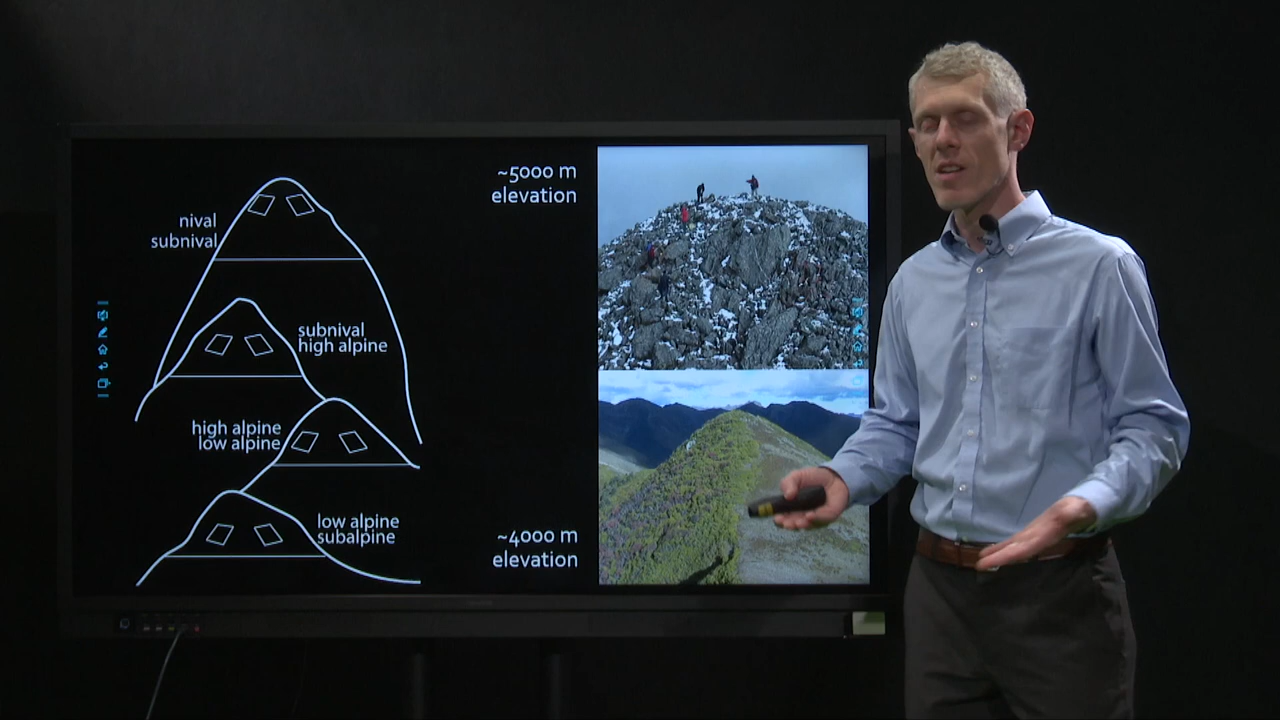 ~5000 m
elevation
nival
subnival
subnival
high alpine
high alpine
low alpine
low alpine
subalpine
~4000 m
elevation